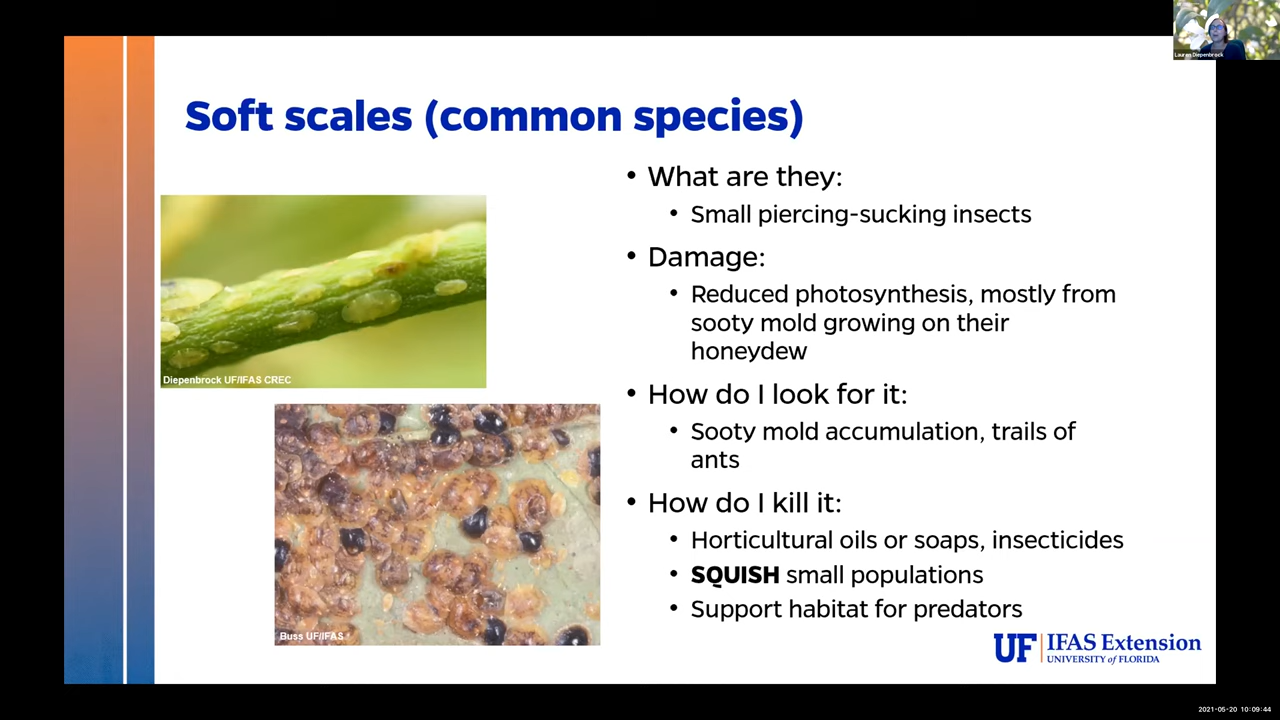 Lauren Diepenbrock
Soft scales (common species)
• What are they:
• Small piercing-sucking insects
• Damage:
• Reduced photosynthesis, mostly from
sooty mold growing on their
honeydew
• How do I look for it:
• Sooty mold accumulation, trails of
ants
• How do I kill it:
• Horticultural oils or soaps, insecticides
• SQUISH small populations
• Support habitat for predators
Diepenbrock UF/IFAS CREC
Buss UF/IFAS
UF IFAS Extension
UNIVERSITY of FLORIDA
2021-05-20 10:09:44